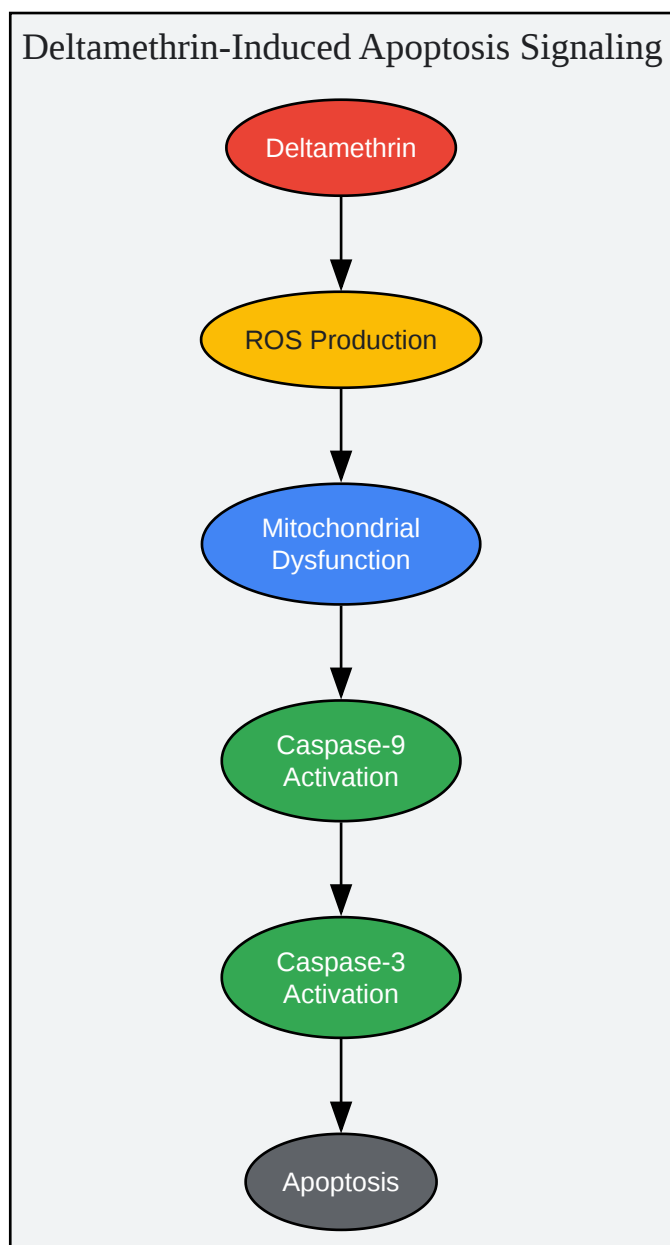 Deltamethrin-Induced Apoptosis Signaling
Deltamethrin
ROS Production
Mitochondrial
Dysfunction
Caspase-9
Activation
Caspase-3
Activation
Apoptosis